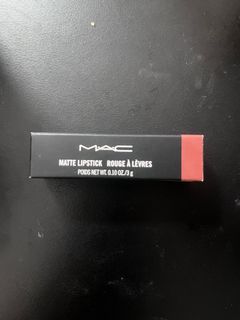 MAC
MATTE LIPSTICK ROUGE À LÈVRES
POIDS NET WT. 0.10 OZ./3 g